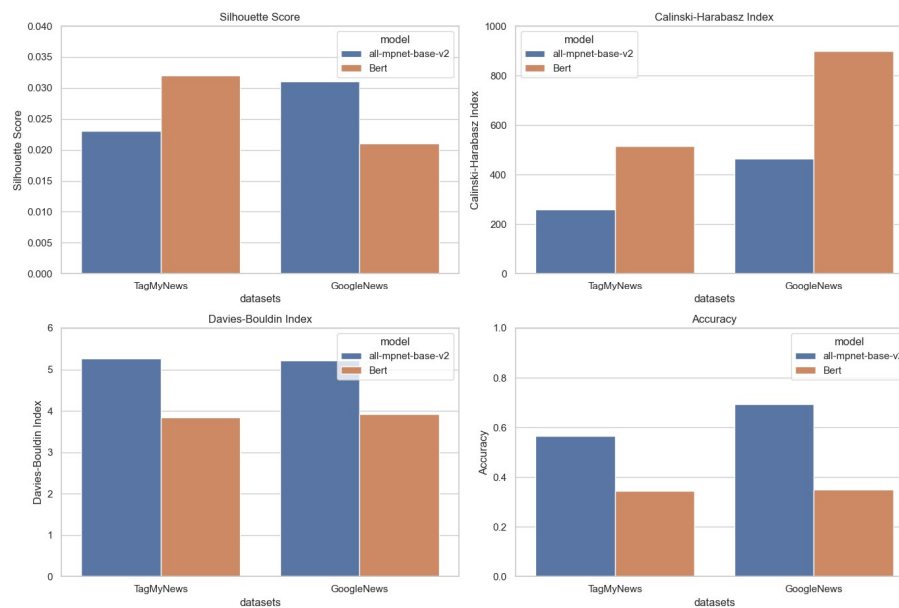 Silhouette Score
Silhouette Score
0.040
0.035
0.030
0.025
0.020
0.015
0.010
0.005
0.000
model
all-mpnet-base-v2
Bert
TagMyNews
GoogleNews
datasets
Calinski-Harabasz Index
Calinski-Harabasz Index
1000
800
600
400
200
0
model
all-mpnet-base-v2
Bert
TagMyNews
GoogleNews
datasets
Davies-Bouldin Index
Davies-Bouldin Index
6
5
4
3
2
1
0
model
all-mpnet-base-v2
Bert
TagMyNews
GoogleNews
datasets
Accuracy
Accuracy
1.0
0.8
0.6
0.4
0.2
0.0
model
all-mpnet-base-v2
Bert
TagMyNews
GoogleNews
datasets